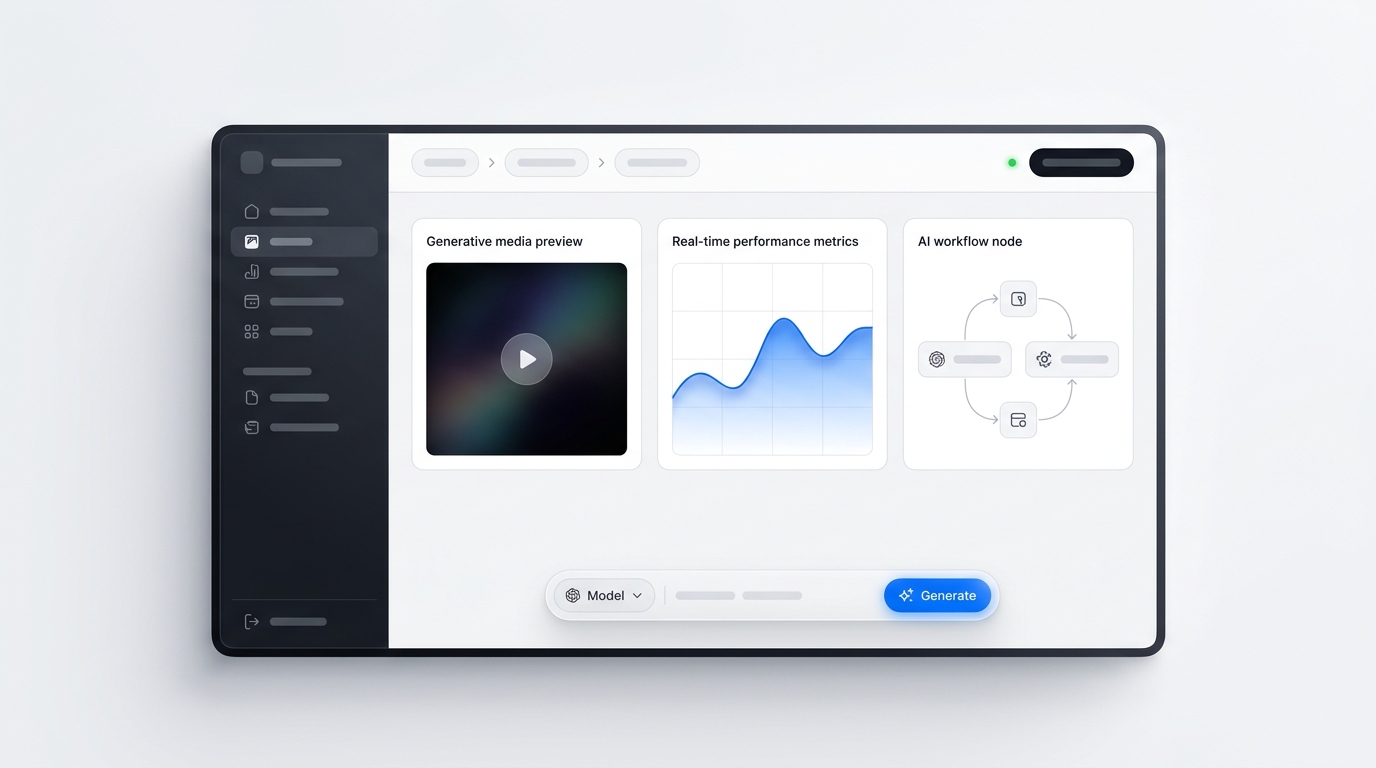 Generative media preview
Real-time performance metrics
AI workflow node
Model
Generate